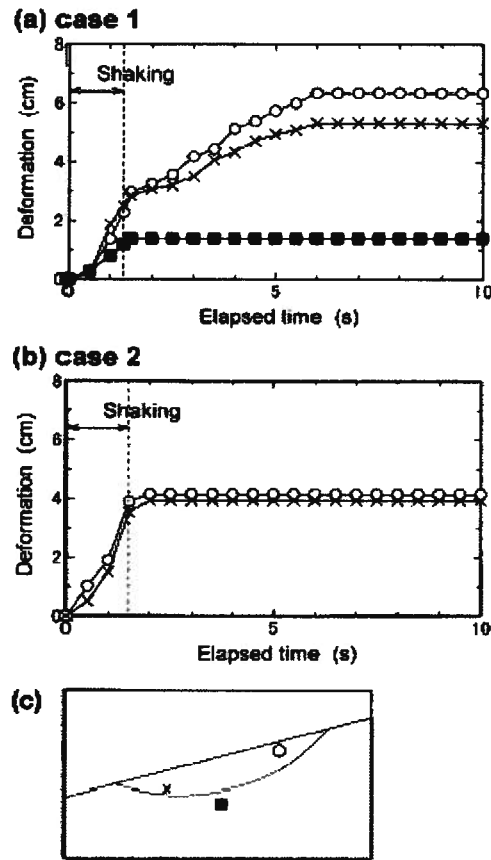 (a) case 1
8
Shaking
6
Deformation (cm)
4
2
0
0
5
10
Elapsed time (s)
(b) case 2
8
Shaking
6
Deformation (cm)
4
2
0
0
5
10
Elapsed time (s)
(c)